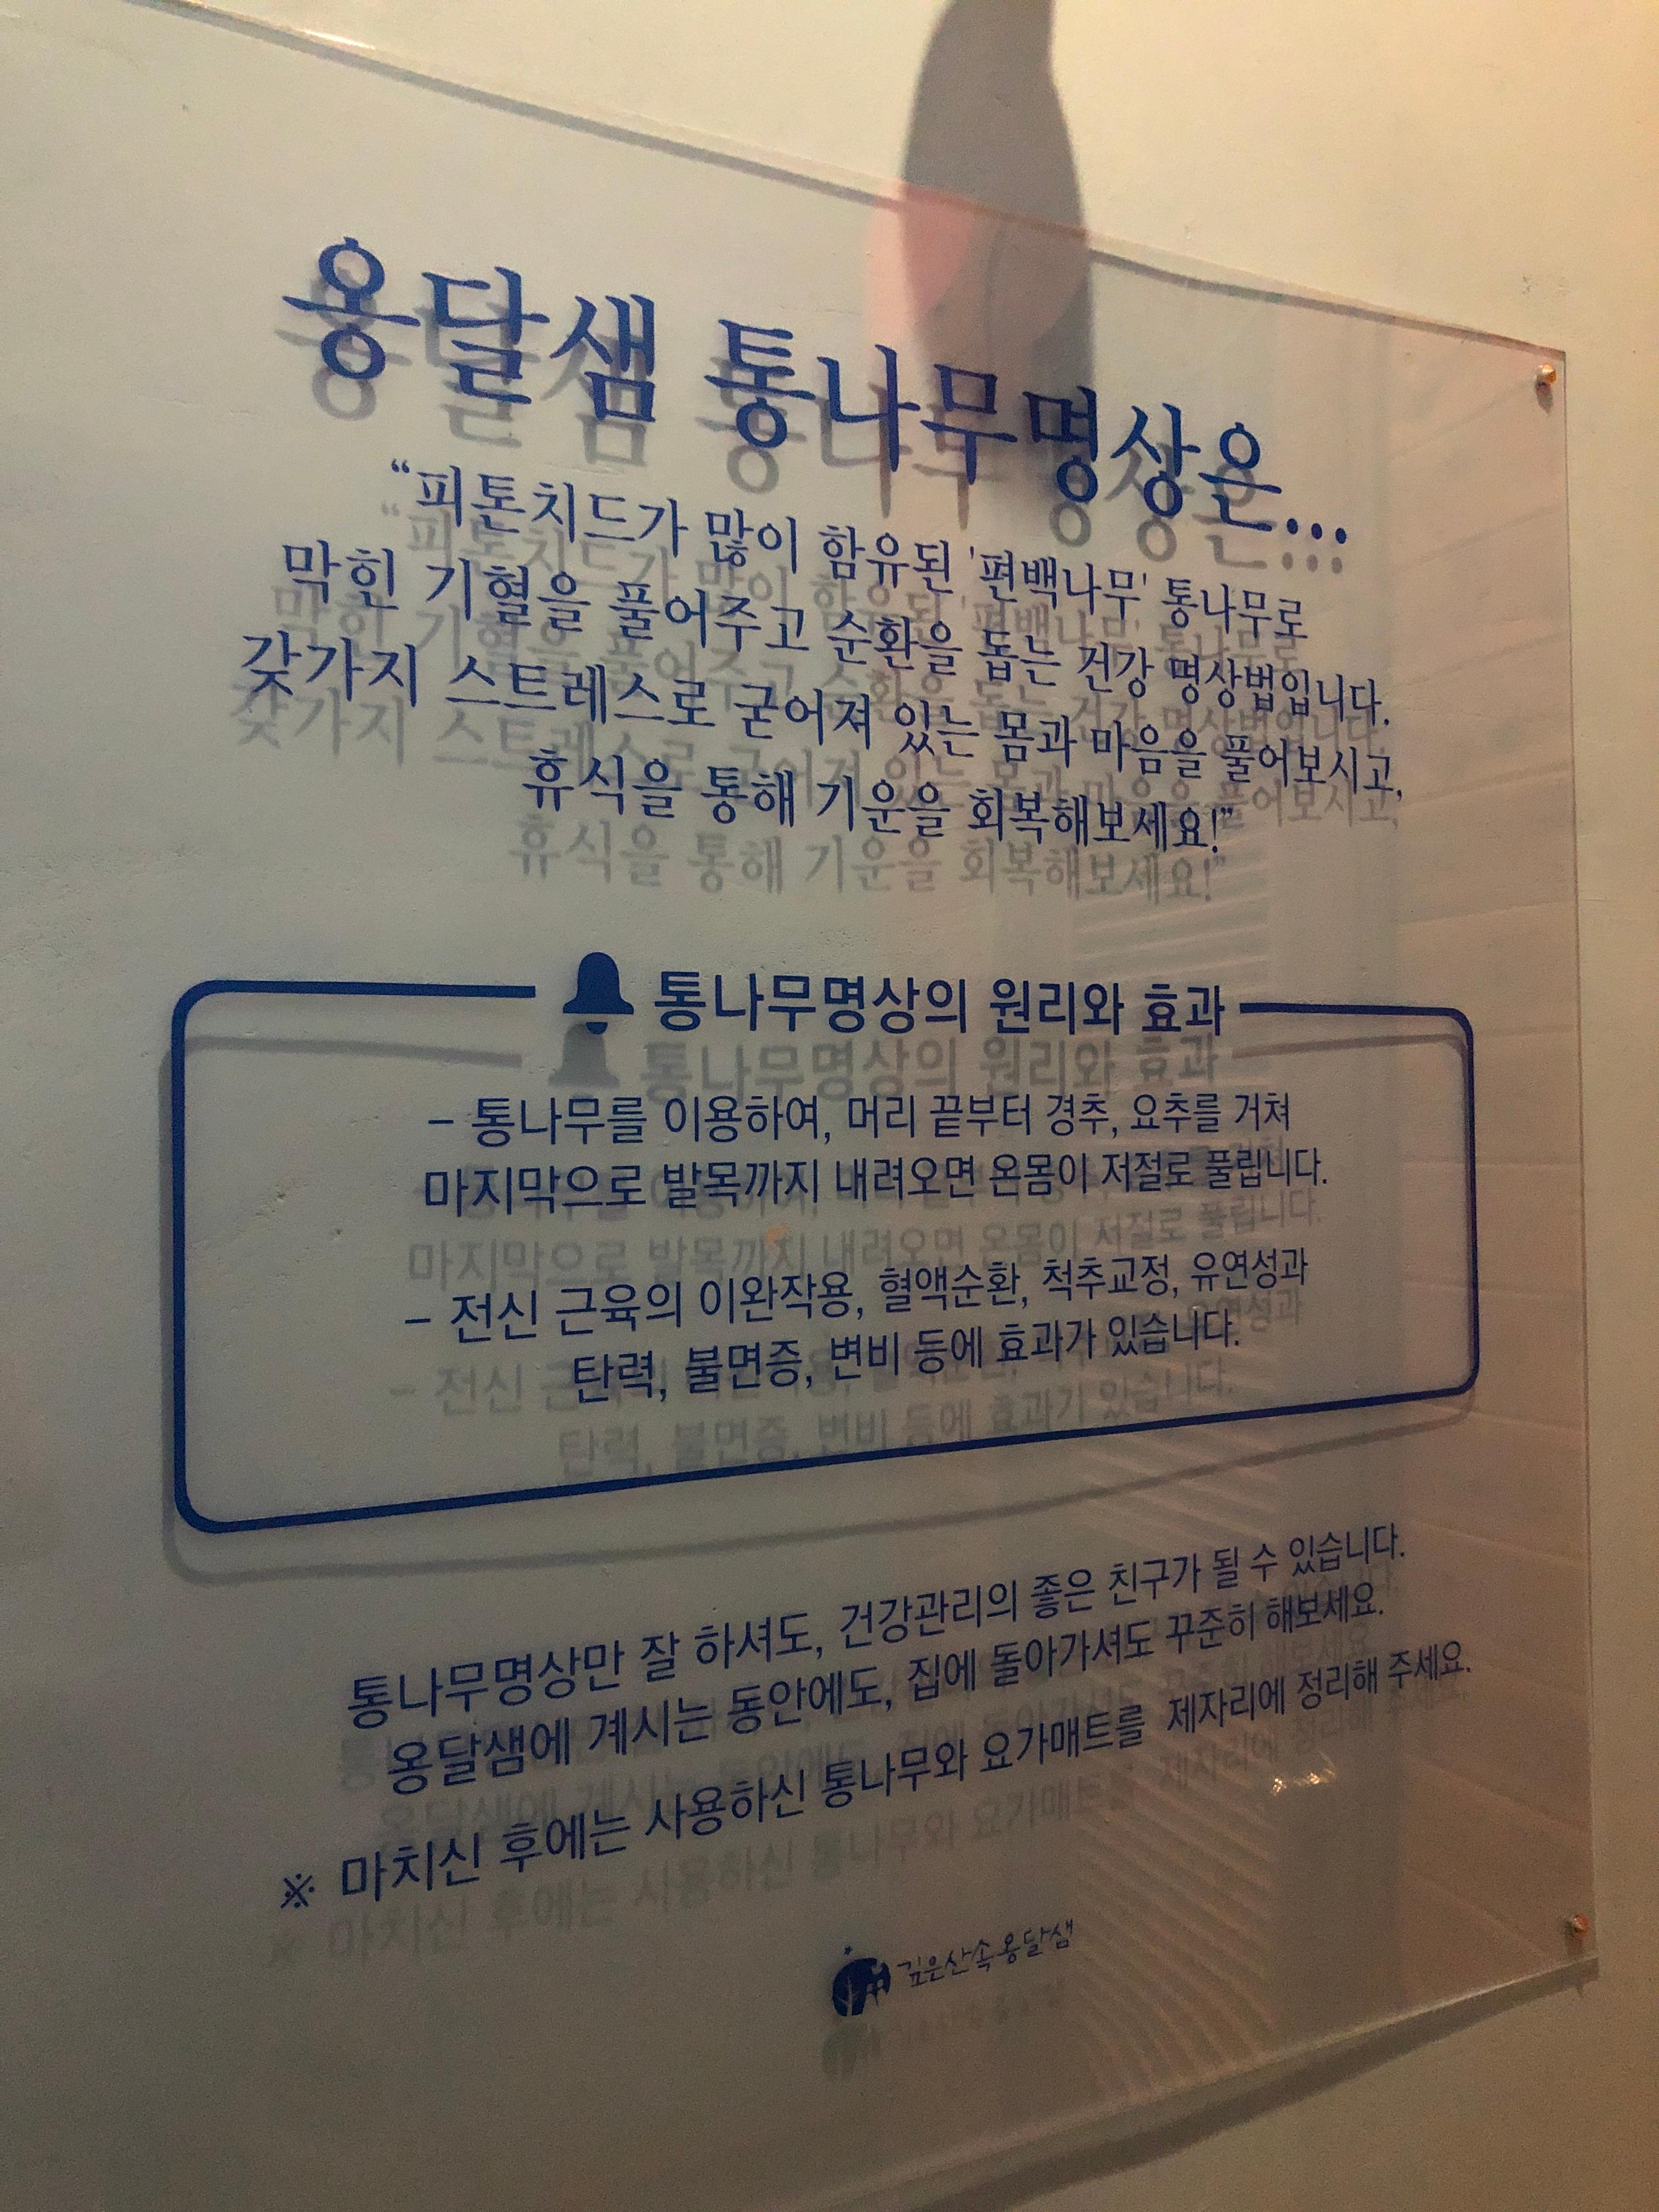 옹달샘 통나무명상은...
“피톤치드가 많이 함유된 '편백나무' 통나무로
막힌 기혈을 풀어주고 순환을 돕는 건강 명상법입니다.
갖가지 스트레스로 굳어져 있는 몸과 마음을 풀어보시고,
휴식을 통해 기운을 회복해보세요!”
통나무명상의 원리와 효과
- 통나무를 이용하여, 머리 끝부터 경추, 요추를 거쳐
마지막으로 발목까지 내려오면 온몸이 저절로 풀립니다.
- 전신 근육의 이완작용, 혈액순환, 척추교정, 유연성과
탄력, 불면증, 변비 등에 효과가 있습니다.
통나무명상만 잘 하셔도, 건강관리의 좋은 친구가 될 수 있습니다.
옹달샘에 계시는 동안에도, 집에 돌아가셔도 꾸준히 해보세요.
※ 마치신 후에는 사용하신 통나무와 요가매트를 제자리에 정리해 주세요.
깊은산속옹달샘